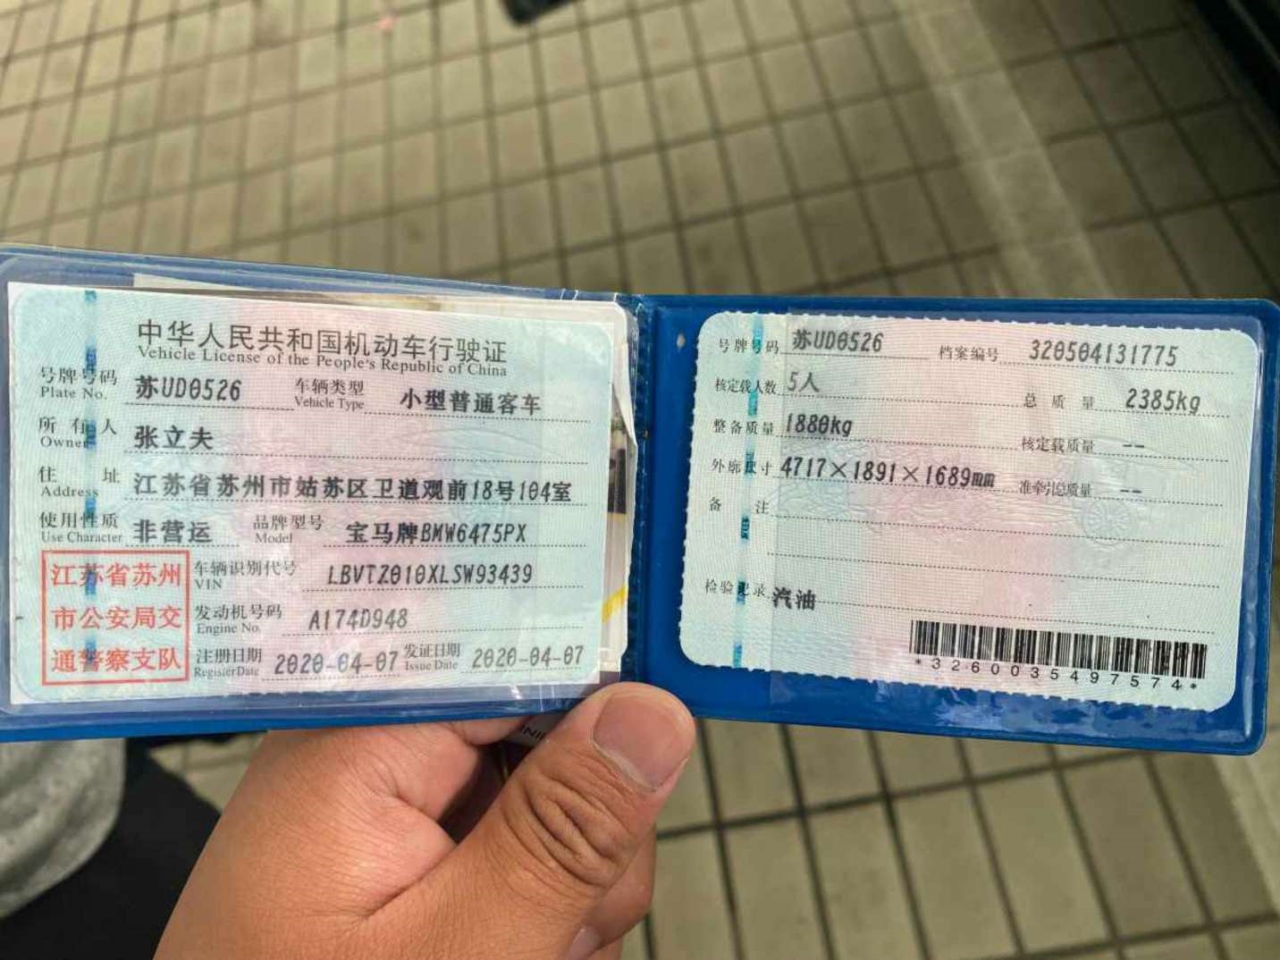 中华人民共和国机动车行驶证
Vehicle License of the People's Republic of China
号牌号码 苏UD0526 车辆类型 小型普通客车
Plate No. Vehicle Type
所有人 张立夫
Owner
住址 江苏省苏州市姑苏区卫道观前18号104室
Address
使用性质 非营运 品牌型号 宝马牌BMW6475PX
Use Character Model
江苏省苏州
市公安局交
通警察支队
车辆识别代号 LBVTZ010XLSW93439
VIN
发动机号码 A174D948
Engine No.
注册日期 2020-04-07 发证日期 2020-04-07
Register Date Issue Date
号牌号码 苏UD0526 档案编号 320504131775
核定载人数 5人 总质量 2385kg
整备质量 1880kg 核定载质量 --
外廓尺寸 4717×1891×1689mm 准牵引总质量 --
备注
检验记录 汽油
*3260035497574*